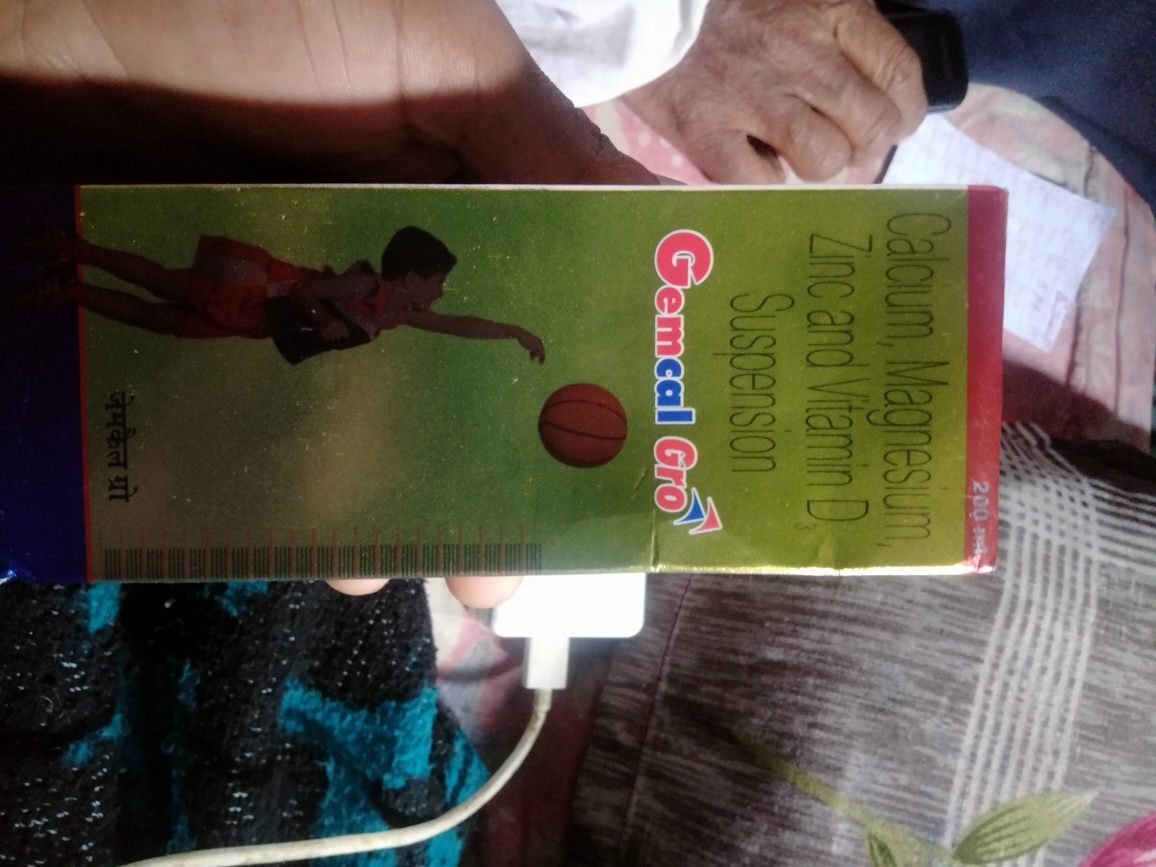 200 ml
Calcium, Magnesium,
Zinc and Vitamin D3
Suspension
Gemcal Gro
जेमकॅल ग्रो